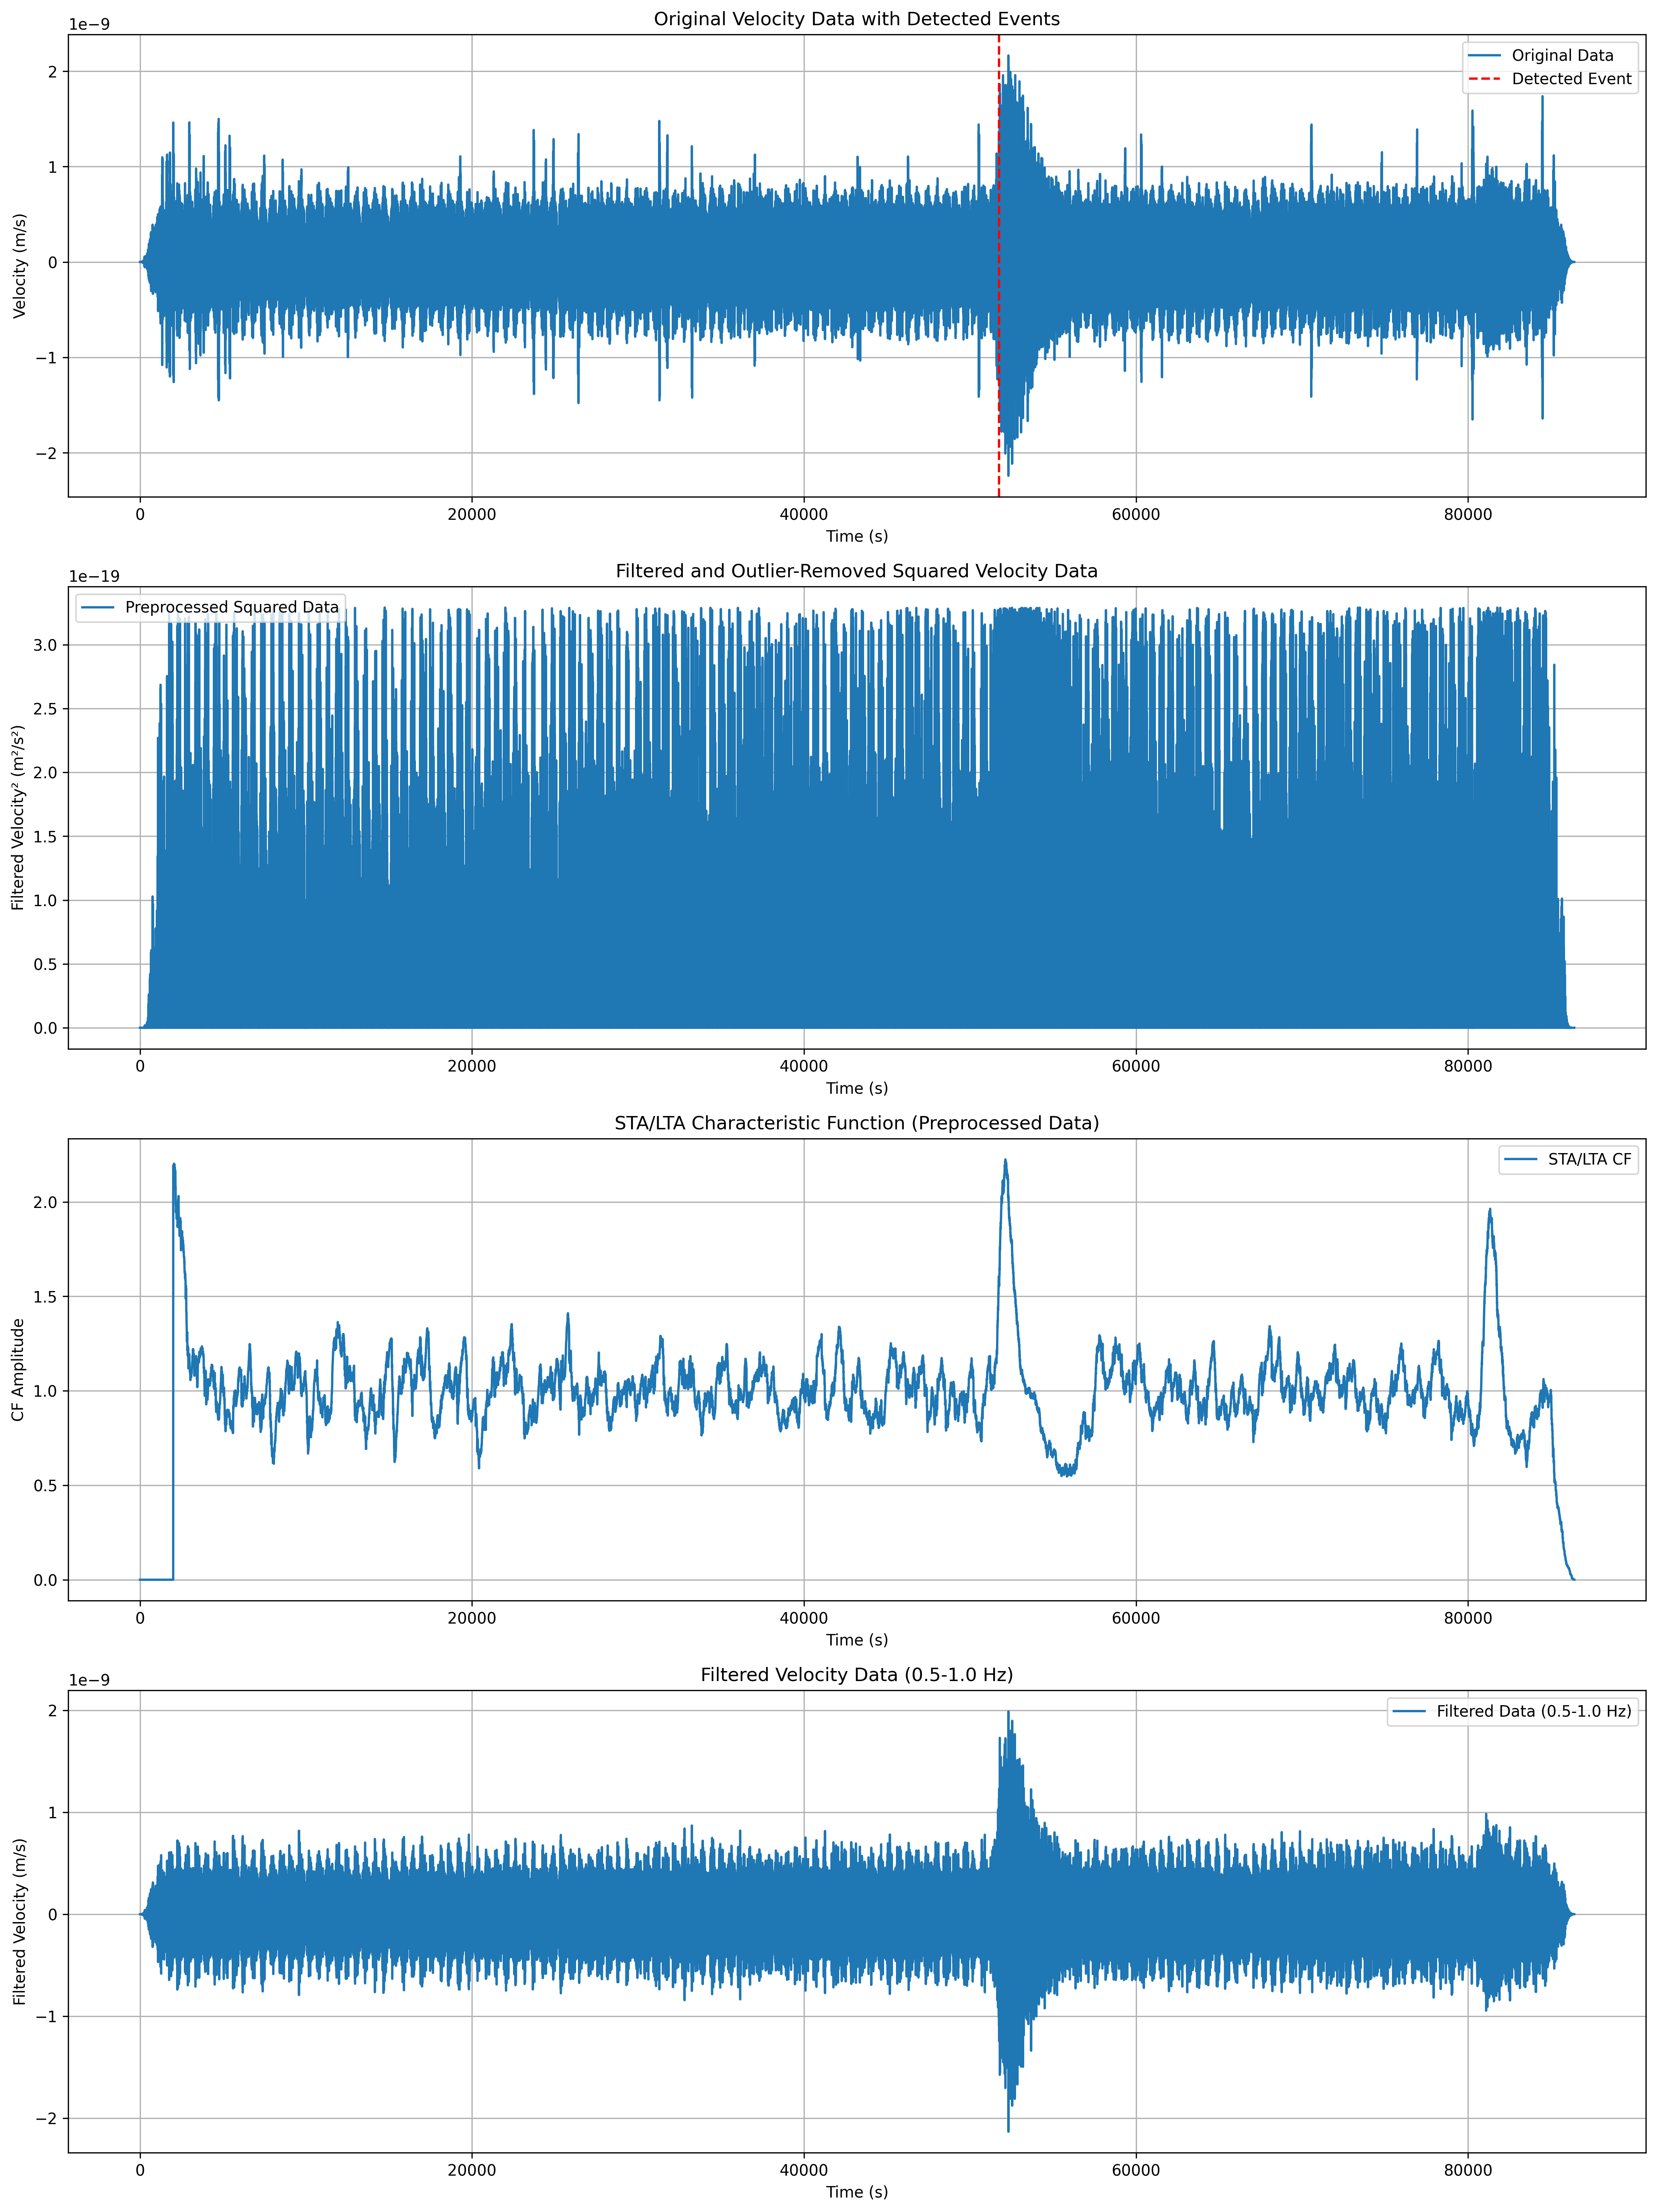 Original Velocity Data with Detected Events
1e−9
Original Data
Detected Event
2
1
0
−1
−2
Velocity (m/s)
0 20000 40000 60000 80000
Time (s)
Filtered and Outlier-Removed Squared Velocity Data
1e−19
Preprocessed Squared Data
3.0
2.5
2.0
1.5
1.0
0.5
0.0
Filtered Velocity² (m²/s²)
0 20000 40000 60000 80000
Time (s)
STA/LTA Characteristic Function (Preprocessed Data)
STA/LTA CF
2.0
1.5
1.0
0.5
0.0
CF Amplitude
0 20000 40000 60000 80000
Time (s)
Filtered Velocity Data (0.5-1.0 Hz)
1e−9
Filtered Data (0.5-1.0 Hz)
2
1
0
−1
−2
Filtered Velocity (m/s)
0 20000 40000 60000 80000
Time (s)